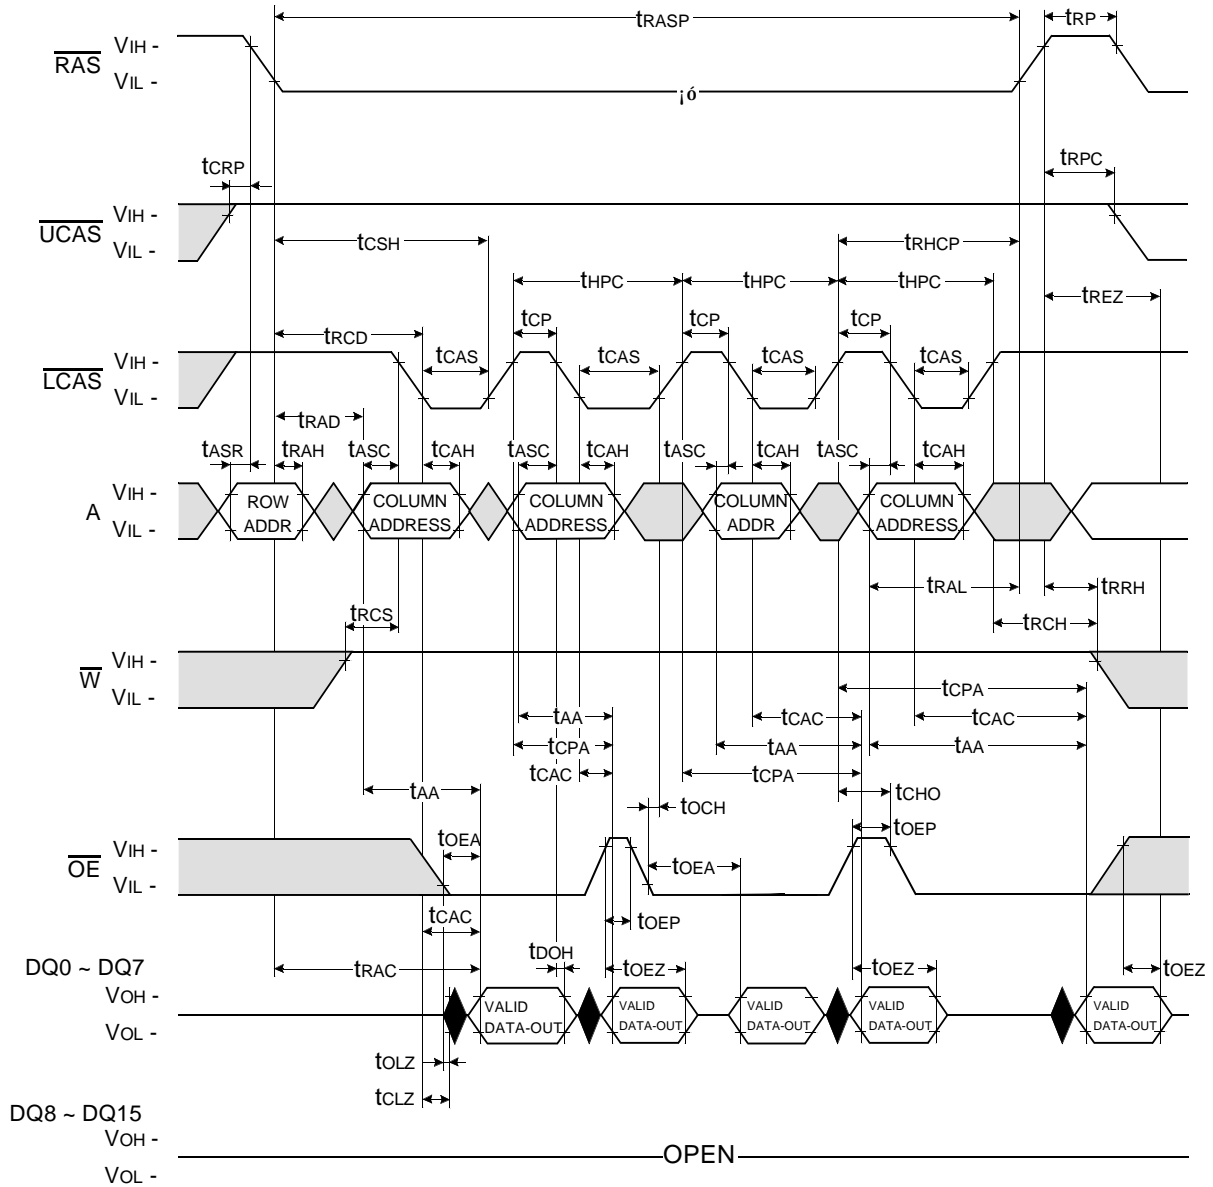 tRASP tRP
RAS VIH -
VIL -
¡ó
tCRP tRPC
UCAS VIH -
VIL -
tCSH tRHCP
tHPC tHPC tHPC
tREZ
tRCD tCP tCP tCP
LCAS VIH -
VIL -
tCAS tCAS tCAS tCAS
tRAD
tASR tRAH tASC tCAH tASC tCAH tASC tCAH tASC tCAH
A VIH -
VIL -
ROW ADDR
COLUMN ADDRESS
COLUMN ADDRESS
COLUMN ADDR
COLUMN ADDRESS
tRAL tRRH
tRCS tRCH
W VIH -
VIL -
tCPA
tAA tCAC tCAC
tCPA tAA tAA
tCAC tCPA
tAA tOCH tCHO
tOEA tOEP
OE VIH -
VIL -
tOEA
tCAC tOEP
tDOH
DQ0 ~ DQ7
tRAC tOEZ tOEZ tOEZ
VOH -
VOL -
VALID DATA-OUT
VALID DATA-OUT
VALID DATA-OUT
VALID DATA-OUT
VALID DATA-OUT
tOLZ
tCLZ
DQ8 ~ DQ15
VOH -
VOL -
OPEN